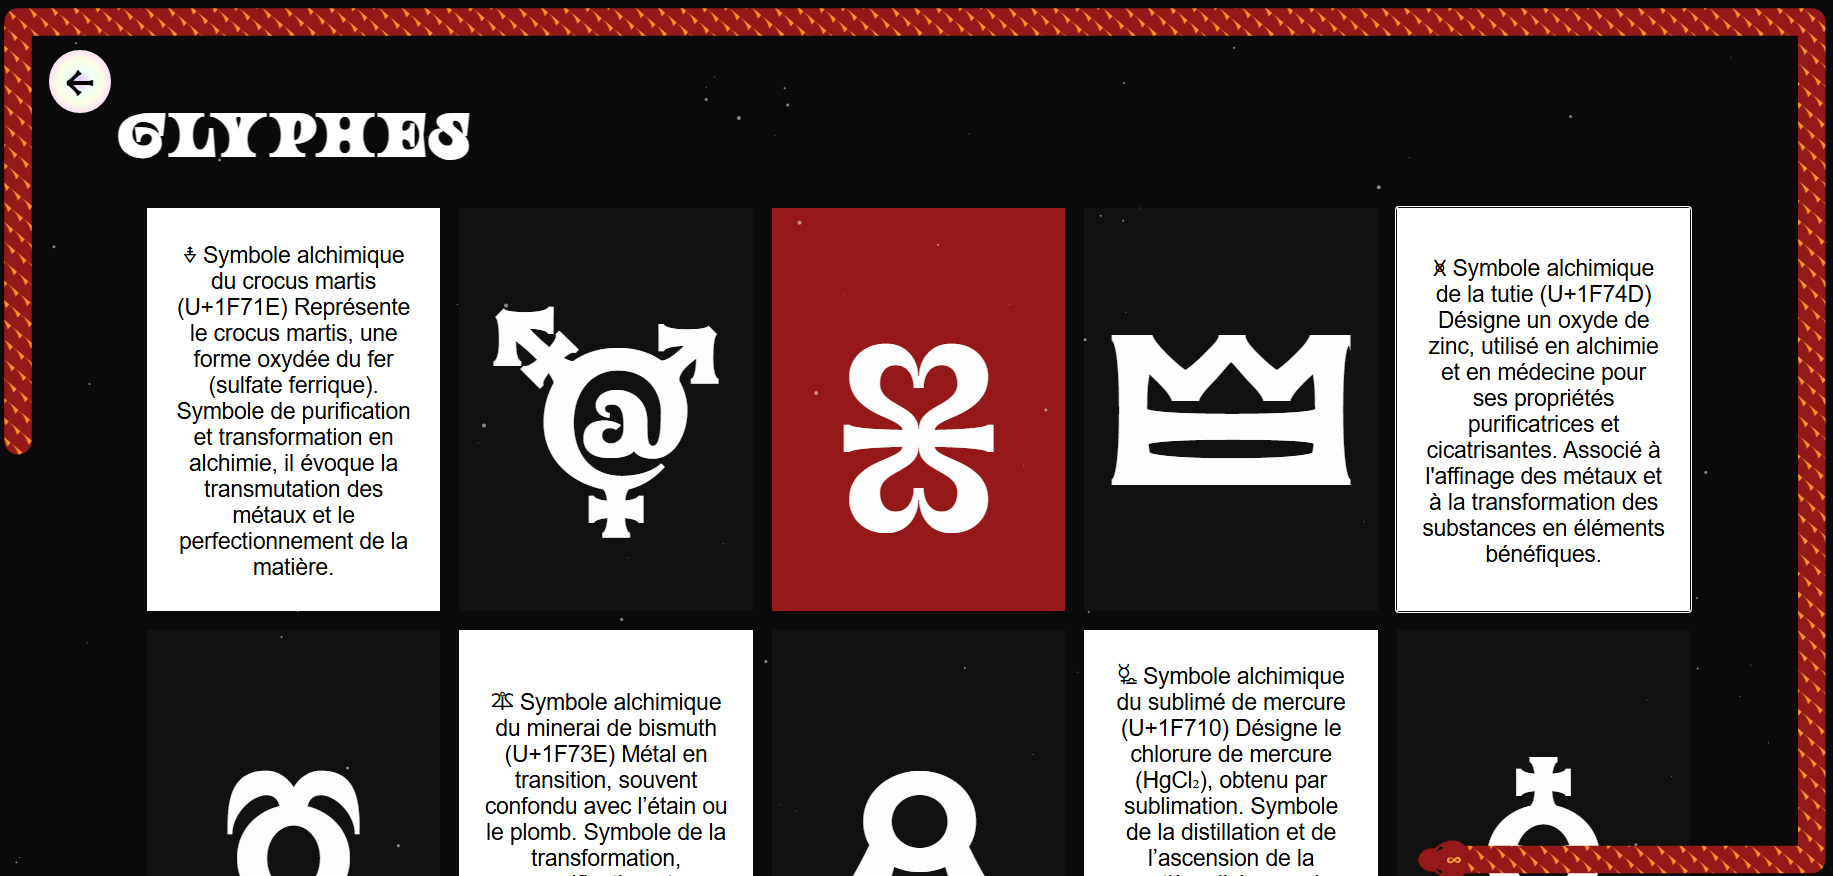 GLYPHES
🜞 Symbole alchimique
du crocus martis
(U+1F71E) Représente
le crocus martis, une
forme oxydée du fer
(sulfate ferrique).
Symbole de purification
et transformation en
alchimie, il évoque la
transmutation des
métaux et le
perfectionnement de la
matière.
@
🝍 Symbole alchimique
de la tutie (U+1F74D)
Désigne un oxyde de
zinc, utilisé en alchimie
et en médecine pour
ses propriétés
purificatrices et
cicatrisantes. Associé à
l'affinage des métaux et
à la transformation des
substances en éléments
bénéfiques.
🜾 Symbole alchimique
du minerai de bismuth
(U+1F73E) Métal en
transition, souvent
confondu avec l’étain ou
le plomb. Symbole de la
transformation,
🜐 Symbole alchimique
du sublimé de mercure
(U+1F710) Désigne le
chlorure de mercure
(HgCl₂), obtenu par
sublimation. Symbole
de la distillation et de
l’ascension de la